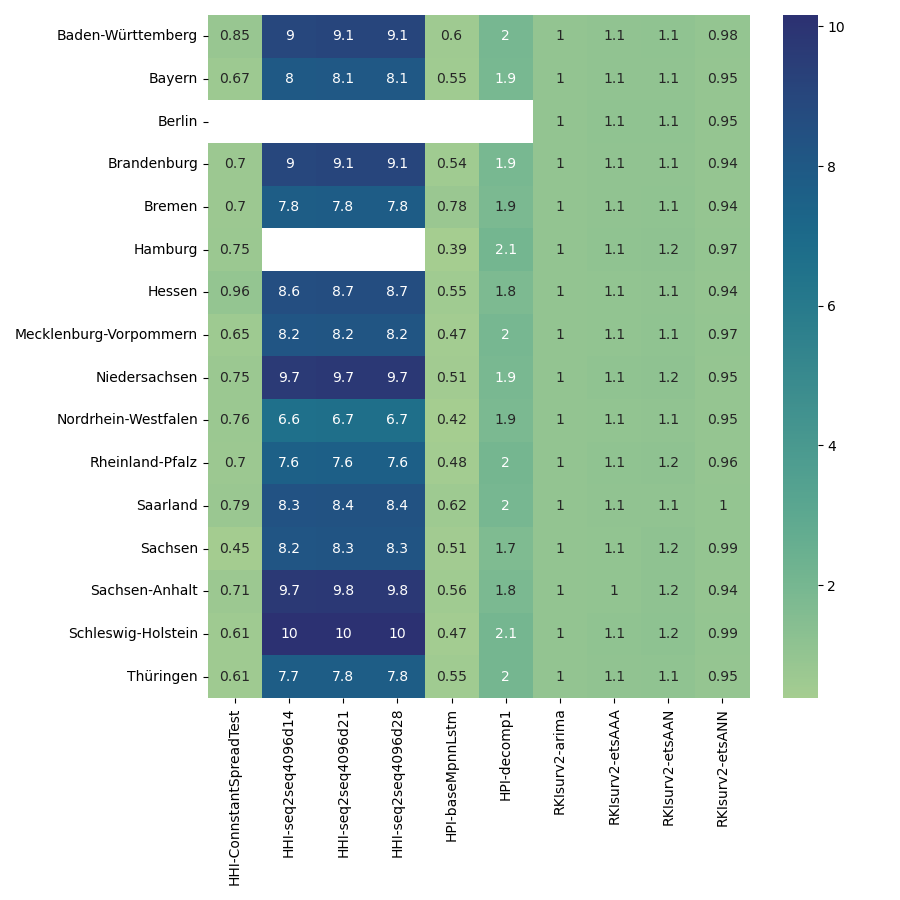 Baden-Württemberg 0.85 9 9.1 9.1 0.6 2 1 1.1 1.1 0.98 10
Bayern 0.67 8 8.1 8.1 0.55 1.9 1 1.1 1.1 0.95
Berlin 1 1.1 1.1 0.95
Brandenburg 0.7 9 9.1 9.1 0.54 1.9 1 1.1 1.1 0.94 8
Bremen 0.7 7.8 7.8 7.8 0.78 1.9 1 1.1 1.1 0.94
Hamburg 0.75 0.39 2.1 1 1.1 1.2 0.97
Hessen 0.96 8.6 8.7 8.7 0.55 1.8 1 1.1 1.1 0.94 6
Mecklenburg-Vorpommern 0.65 8.2 8.2 8.2 0.47 2 1 1.1 1.1 0.97
Niedersachsen 0.75 9.7 9.7 9.7 0.51 1.9 1 1.1 1.2 0.95
Nordrhein-Westfalen 0.76 6.6 6.7 6.7 0.42 1.9 1 1.1 1.1 0.95 4
Rheinland-Pfalz 0.7 7.6 7.6 7.6 0.48 2 1 1.1 1.2 0.96
Saarland 0.79 8.3 8.4 8.4 0.62 2 1 1.1 1.1 1
Sachsen 0.45 8.2 8.3 8.3 0.51 1.7 1 1.1 1.2 0.99
Sachsen-Anhalt 0.71 9.7 9.8 9.8 0.56 1.8 1 1 1.2 0.94 2
Schleswig-Holstein 0.61 10 10 10 0.47 2.1 1 1.1 1.2 0.99
Thüringen 0.61 7.7 7.8 7.8 0.55 2 1 1.1 1.1 0.95
HHI-ConnstantSpreadTest
HHI-seq2seq4096d14
HHI-seq2seq4096d21
HHI-seq2seq4096d28
HPI-baseMpnnLstm
HPI-decomp1
RKIsurv2-arima
RKIsurv2-etsAAA
RKIsurv2-etsAAN
RKIsurv2-etsANN